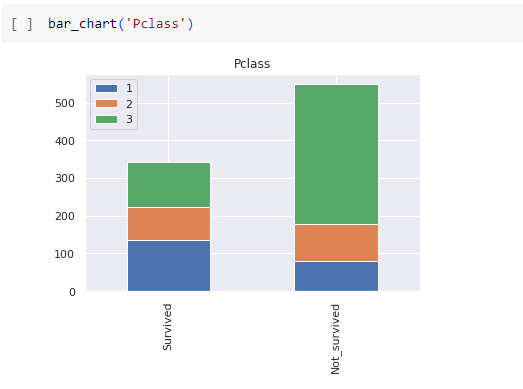 [ ] bar_chart('Pclass')
Pclass
1
2
3
500
400
300
200
100
0
Survived
Not_survived